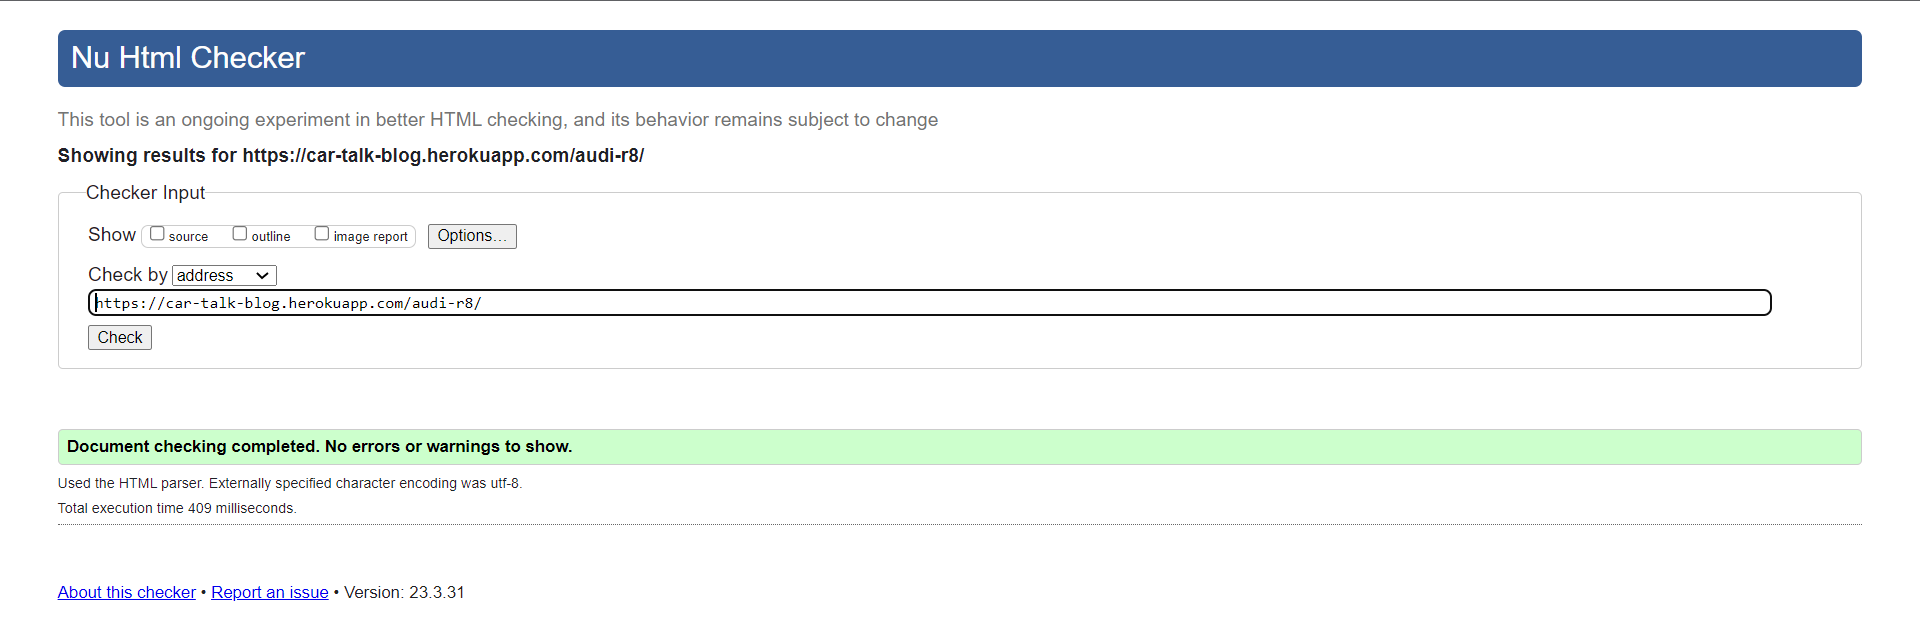 Nu Html Checker
This tool is an ongoing experiment in better HTML checking, and its behavior remains subject to change
Showing results for https://car-talk-blog.herokuapp.com/audi-r8/
Checker Input
Show source outline image report Options...
Check by address
https://car-talk-blog.herokuapp.com/audi-r8/
Check
Document checking completed. No errors or warnings to show.
Used the HTML parser. Externally specified character encoding was utf-8.
Total execution time 409 milliseconds.
About this checker • Report an issue • Version: 23.3.31